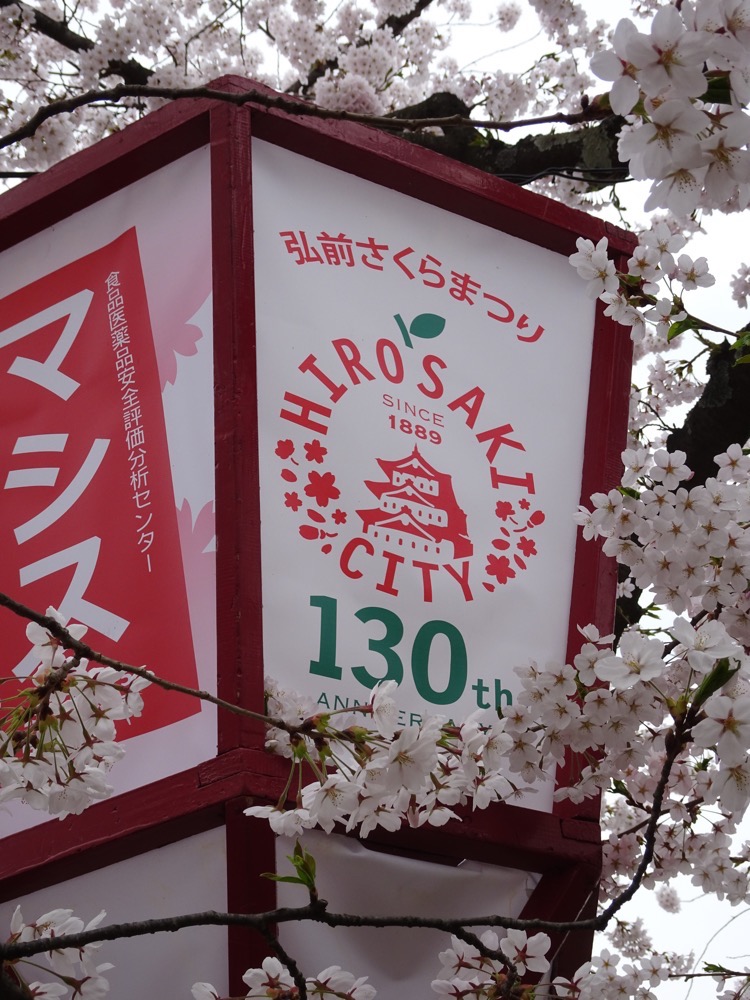 食品医薬品安全評価分析センター
マシス
弘前さくらまつり
HIROSAKI
SINCE
1889
CITY
130th